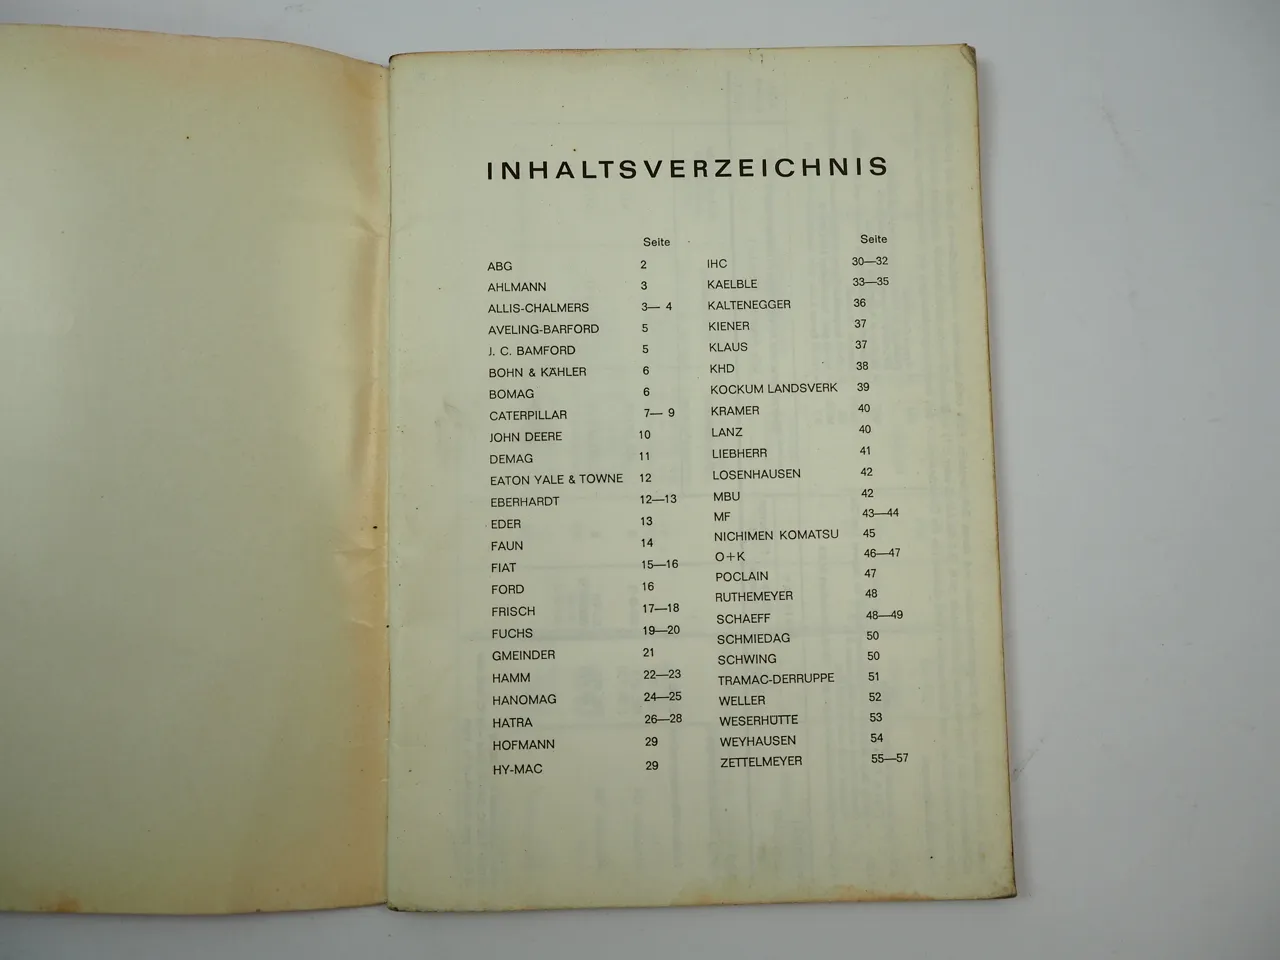 INHALTSVERZEICHNIS
Seite
ABG 2
AHLMANN 3
ALLIS-CHALMERS 3— 4
AVELING-BARFORD 5
J. C. BAMFORD 5
BOHN & KÄHLER 6
BOMAG 6
CATERPILLAR 7— 9
JOHN DEERE 10
DEMAG 11
EATON YALE & TOWNE 12
EBERHARDT 12—13
EDER 13
FAUN 14
FIAT 15—16
FORD 16
FRISCH 17—18
FUCHS 19—20
GMEINDER 21
HAMM 22—23
HANOMAG 24—25
HATRA 26—28
HOFMANN 29
HY-MAC 29
Seite
IHC 30—32
KAELBLE 33—35
KALTENEGGER 36
KIENER 37
KLAUS 37
KHD 38
KOCKUM LANDSVERK 39
KRAMER 40
LANZ 40
LIEBHERR 41
LOSENHAUSEN 42
MBU 42
MF 43—44
NICHIMEN KOMATSU 45
O+K 46—47
POCLAIN 47
RUTHEMEYER 48
SCHAEFF 48—49
SCHMIEDAG 50
SCHWING 50
TRAMAC-DERRUPPE 51
WELLER 52
WESERHÜTTE 53
WEYHAUSEN 54
ZETTELMEYER 55—57